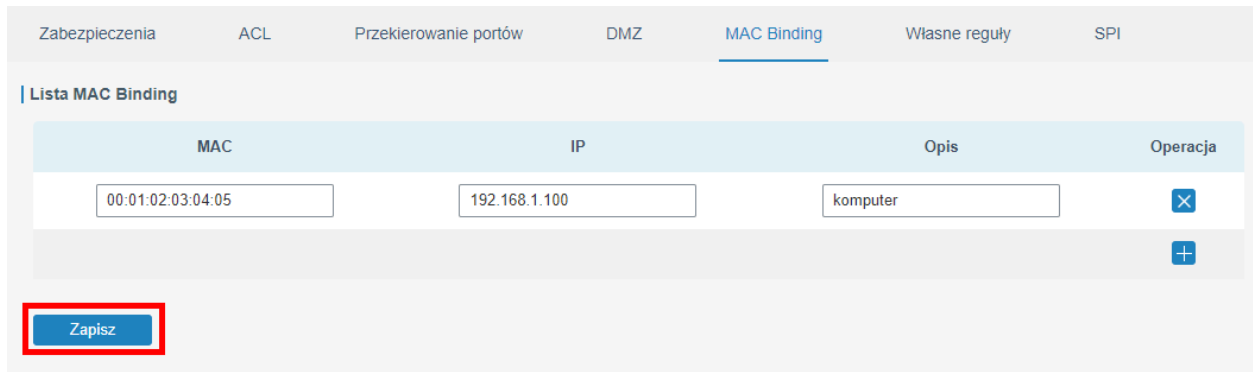 Zabezpieczenia ACL Przekierowanie portów DMZ MAC Binding Własne reguły SPI
Lista MAC Binding
MAC IP Opis Operacja
00:01:02:03:04:05 192.168.1.100 komputer
Zapisz